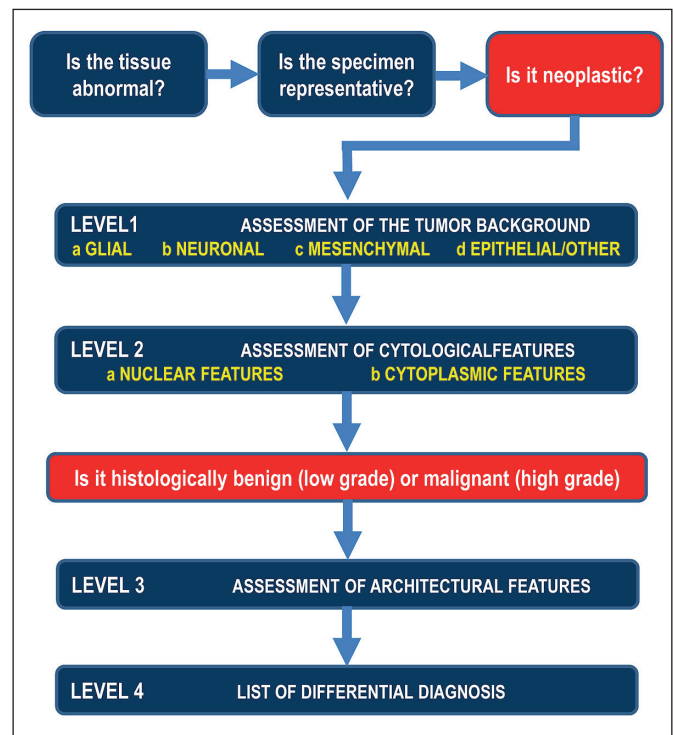 Is the tissue
abnormal?
Is the specimen
representative?
Is it neoplastic?
LEVEL1 ASSESSMENT OF THE TUMOR BACKGROUND
a GLIAL b NEURONAL c MESENCHYMAL d EPITHELIAL/OTHER
LEVEL 2 ASSESSMENT OF CYTOLOGICALFEATURES
a NUCLEAR FEATURES b CYTOPLASMIC FEATURES
Is it histologically benign (low grade) or malignant (high grade)
LEVEL 3 ASSESSMENT OF ARCHITECTURAL FEATURES
LEVEL 4 LIST OF DIFFERENTIAL DIAGNOSIS